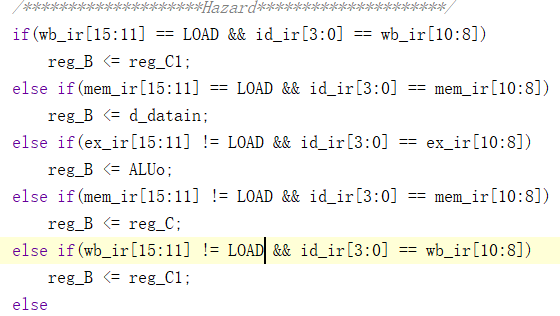 /********************Hazard*********************/
if(wb_ir[15:11] == LOAD && id_ir[3:0] == wb_ir[10:8])
    reg_B <= reg_C1;
else if(mem_ir[15:11] == LOAD && id_ir[3:0] == mem_ir[10:8])
    reg_B <= d_datain;
else if(ex_ir[15:11] != LOAD && id_ir[3:0] == ex_ir[10:8])
    reg_B <= ALUo;
else if(mem_ir[15:11] != LOAD && id_ir[3:0] == mem_ir[10:8])
    reg_B <= reg_C;
else if(wb_ir[15:11] != LOAD && id_ir[3:0] == wb_ir[10:8])
    reg_B <= reg_C1;
else